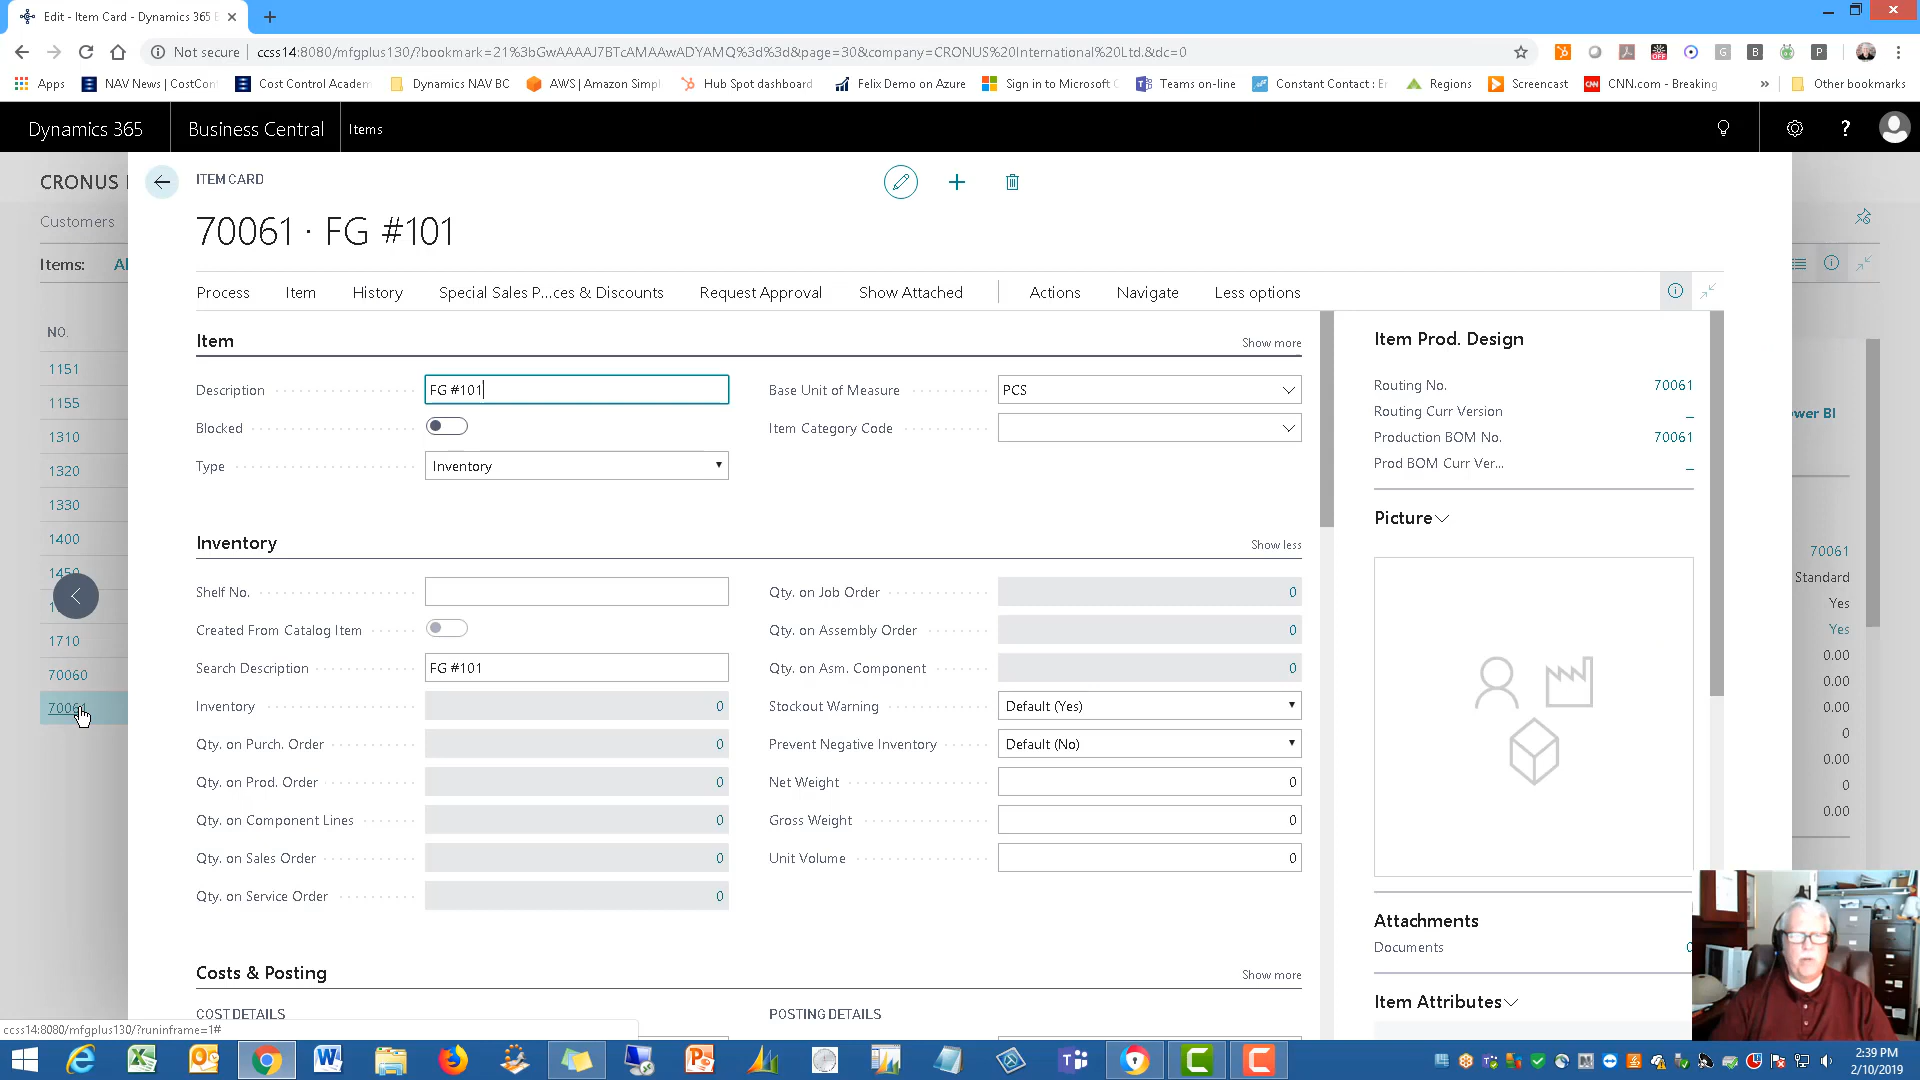 Edit - Item Card - Dynamics 365 B
Not secure
ccss14:8080/mfgplus130/?bookmark=21%3bGwAAAAJ7BTcAMAAwADYAMQ%3d%3d&page=30&company=CRONUS%20International%20Ltd.&dc=0
Apps
NAV News | CostCont
Cost Control Academ
Dynamics NAV BC
AWS | Amazon Simpl
Hub Spot dashboard
Felix Demo on Azure
Sign in to Microsoft C
Teams on-line
Constant Contact : Er
Regions
Screencast
CNN.com - Breaking
»
Other bookmarks
Dynamics 365
Business Central
Items
?
CRONUS I
Customers
Items:
Al
NO.
1151
1155
1310
1320
1330
1400
1450
1710
70060
70061
ITEM CARD
70061 · FG #101
Process
Item
History
Special Sales P...ces & Discounts
Request Approval
Show Attached
Actions
Navigate
Less options
Item
Show more
Description
FG #101
Base Unit of Measure
PCS
Blocked
Item Category Code
Type
Inventory
Inventory
Show less
Shelf No.
Qty. on Job Order
0
Created From Catalog Item
Qty. on Assembly Order
0
Search Description
FG #101
Qty. on Asm. Component
0
Inventory
0
Stockout Warning
Default (Yes)
Qty. on Purch. Order
0
Prevent Negative Inventory
Default (No)
Qty. on Prod. Order
0
Net Weight
0
Qty. on Component Lines
0
Gross Weight
0
Qty. on Sales Order
0
Unit Volume
0
Qty. on Service Order
0
Costs & Posting
Show more
COST DETAILS
POSTING DETAILS
Item Prod. Design
Routing No.
70061
Routing Curr Version
_
Production BOM No.
70061
Prod BOM Curr Ver...
_
Picture
Attachments
Documents
0
Item Attributes
ower BI
70061
Standard
Yes
Yes
0.00
0.00
0.00
0
0.00
0
0.00
ccss14:8080/mfgplus130/?runinframe=1#
2:39 PM
2/10/2019